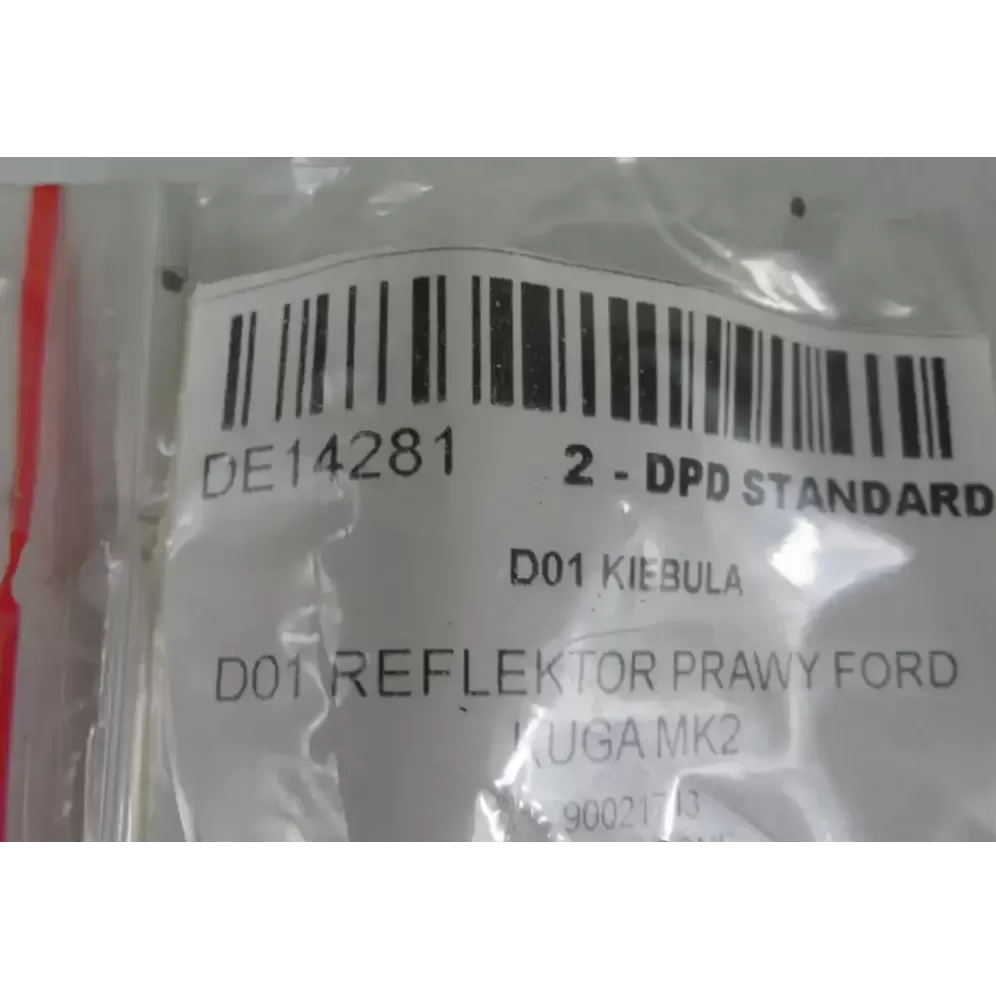 DE14281 2 - DPD STANDARD
D01 KIEBULA
D01 REFLEKTOR PRAWY FORD
KUGA MK2